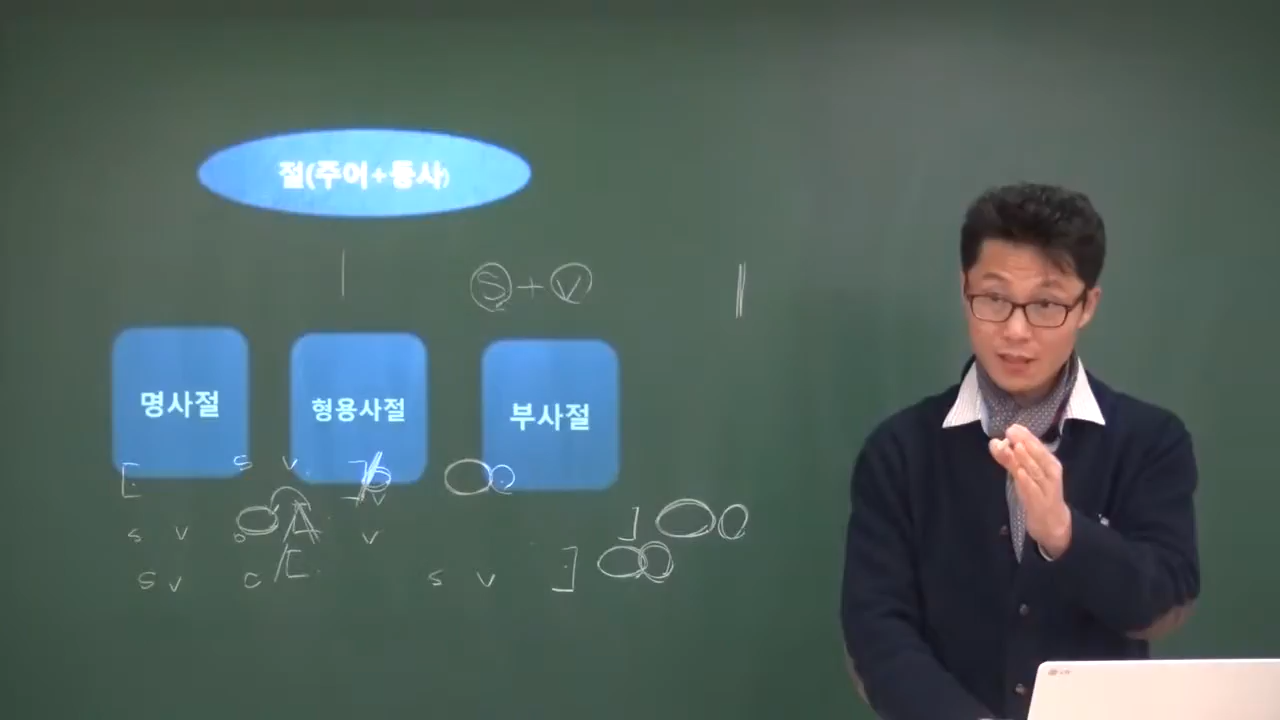 절(주어+동사)
S + V
명사절 형용사절 부사절
[ S V ]
S V V ]
S V C [ S V ]